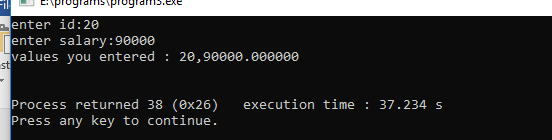 E:\programs\program3.exe
enter id:20
enter salary:90000
values you entered : 20,90000.000000
Process returned 38 (0x26)   execution time : 37.234 s
Press any key to continue.